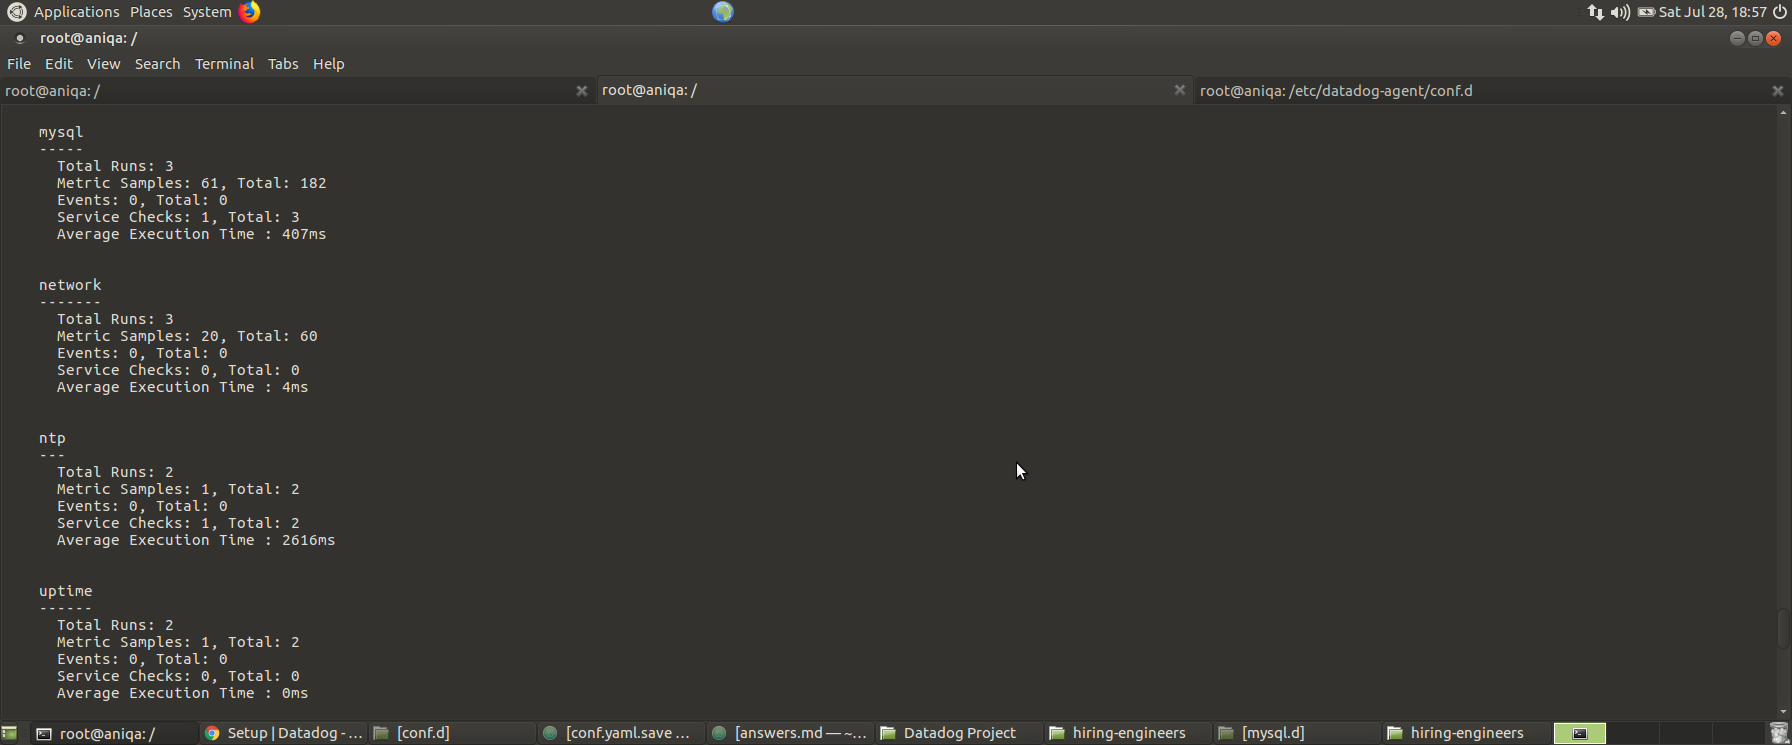 Applications Places System Sat Jul 28, 18:57
root@aniqa: /
File Edit View Search Terminal Tabs Help
root@aniqa: / root@aniqa: / root@aniqa: /etc/datadog-agent/conf.d
mysql
-----
Total Runs: 3
Metric Samples: 61, Total: 182
Events: 0, Total: 0
Service Checks: 1, Total: 3
Average Execution Time : 407ms
network
-------
Total Runs: 3
Metric Samples: 20, Total: 60
Events: 0, Total: 0
Service Checks: 0, Total: 0
Average Execution Time : 4ms
ntp
---
Total Runs: 2
Metric Samples: 1, Total: 2
Events: 0, Total: 0
Service Checks: 1, Total: 2
Average Execution Time : 2616ms
uptime
------
Total Runs: 2
Metric Samples: 1, Total: 2
Events: 0, Total: 0
Service Checks: 0, Total: 0
Average Execution Time : 0ms
root@aniqa: / Setup | Datadog - ... [conf.d] [conf.yaml.save ... [answers.md — ~... Datadog Project hiring-engineers [mysql.d] hiring-engineers